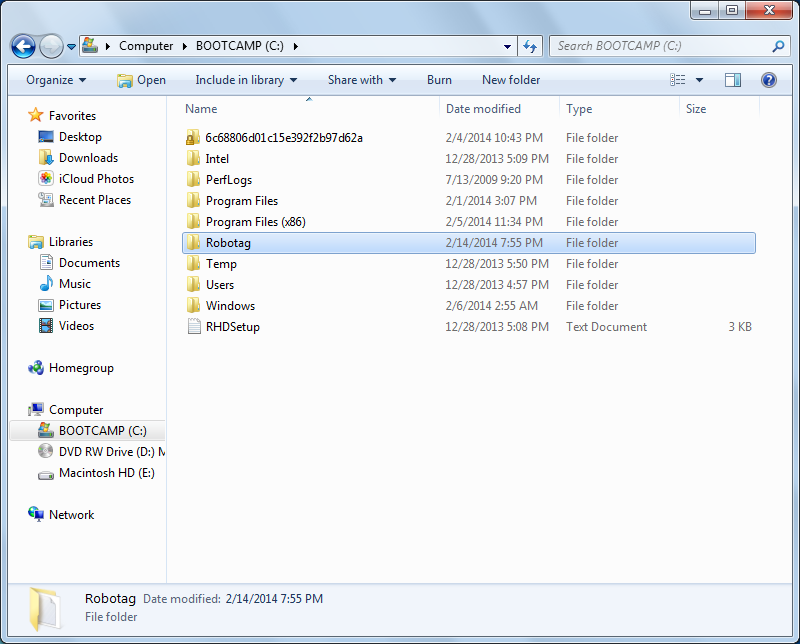 Computer BOOTCAMP (C:) Search BOOTCAMP (C:)
Organize Open Include in library Share with Burn New folder
Favorites
Desktop
Downloads
iCloud Photos
Recent Places
Libraries
Documents
Music
Pictures
Videos
Homegroup
Computer
BOOTCAMP (C:)
DVD RW Drive (D:) M
Macintosh HD (E:)
Network
Name Date modified Type Size
6c68806d01c15e392f2b97d62a 2/4/2014 10:43 PM File folder
Intel 12/28/2013 5:09 PM File folder
PerfLogs 7/13/2009 9:20 PM File folder
Program Files 2/1/2014 3:07 PM File folder
Program Files (x86) 2/5/2014 11:34 PM File folder
Robotag 2/14/2014 7:55 PM File folder
Temp 12/28/2013 5:50 PM File folder
Users 12/28/2013 4:57 PM File folder
Windows 2/6/2014 2:55 AM File folder
RHDSetup 12/28/2013 5:08 PM Text Document 3 KB
Robotag Date modified: 2/14/2014 7:55 PM
File folder